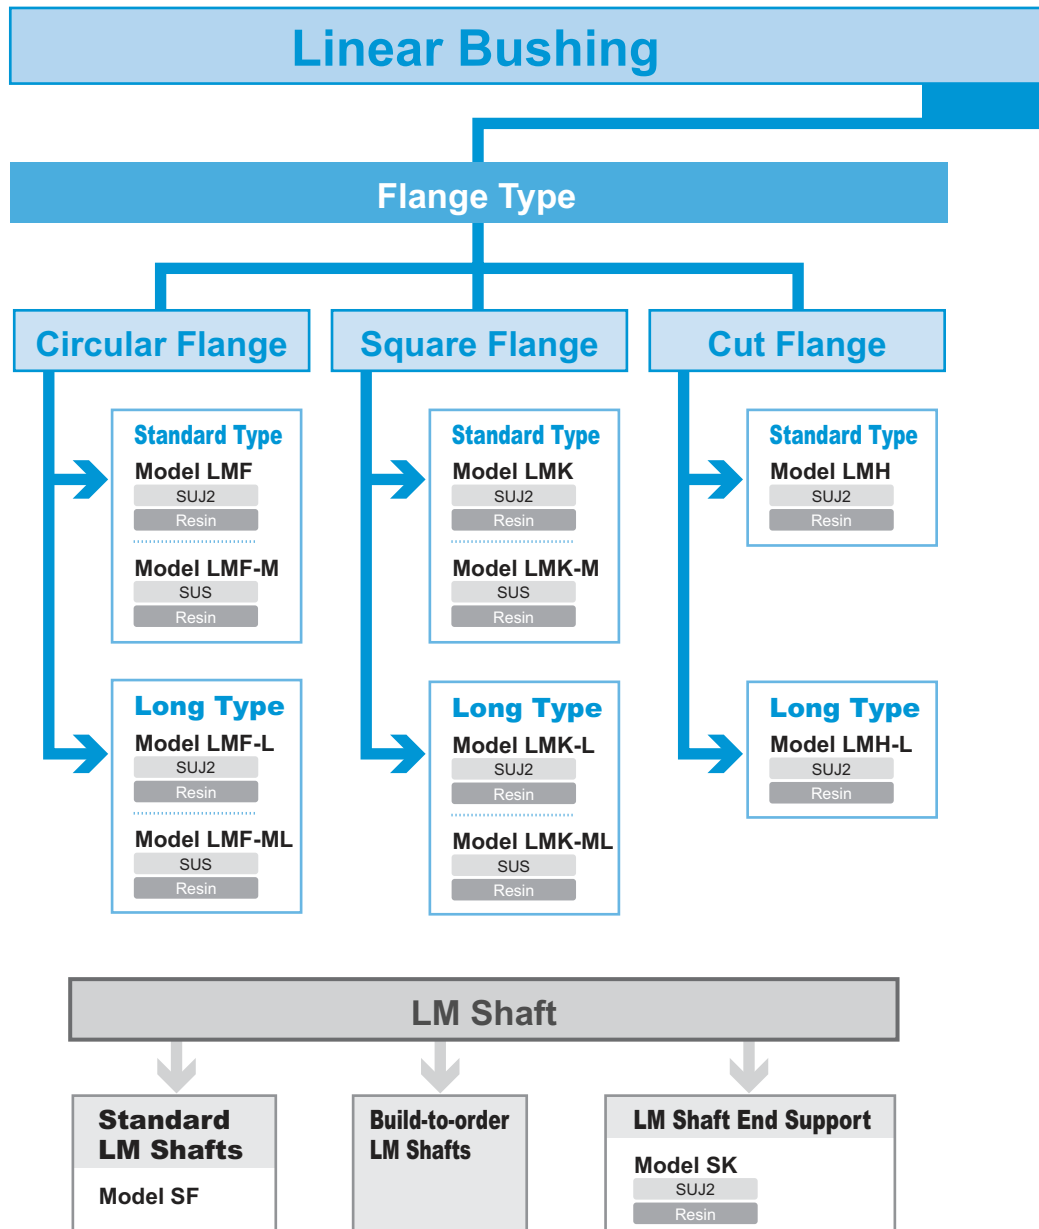 Linear Bushing
Flange Type
Circular Flange
Standard Type
Model LMF
SUJ2
Resin
Model LMF-M
SUS
Resin
Long Type
Model LMF-L
SUJ2
Resin
Model LMF-ML
SUS
Resin
Square Flange
Standard Type
Model LMK
SUJ2
Resin
Model LMK-M
SUS
Resin
Long Type
Model LMK-L
SUJ2
Resin
Model LMK-ML
SUS
Resin
Cut Flange
Standard Type
Model LMH
SUJ2
Resin
Long Type
Model LMH-L
SUJ2
Resin
LM Shaft
Standard
LM Shafts
Model SF
Build-to-order
LM Shafts
LM Shaft End Support
Model SK
SUJ2
Resin